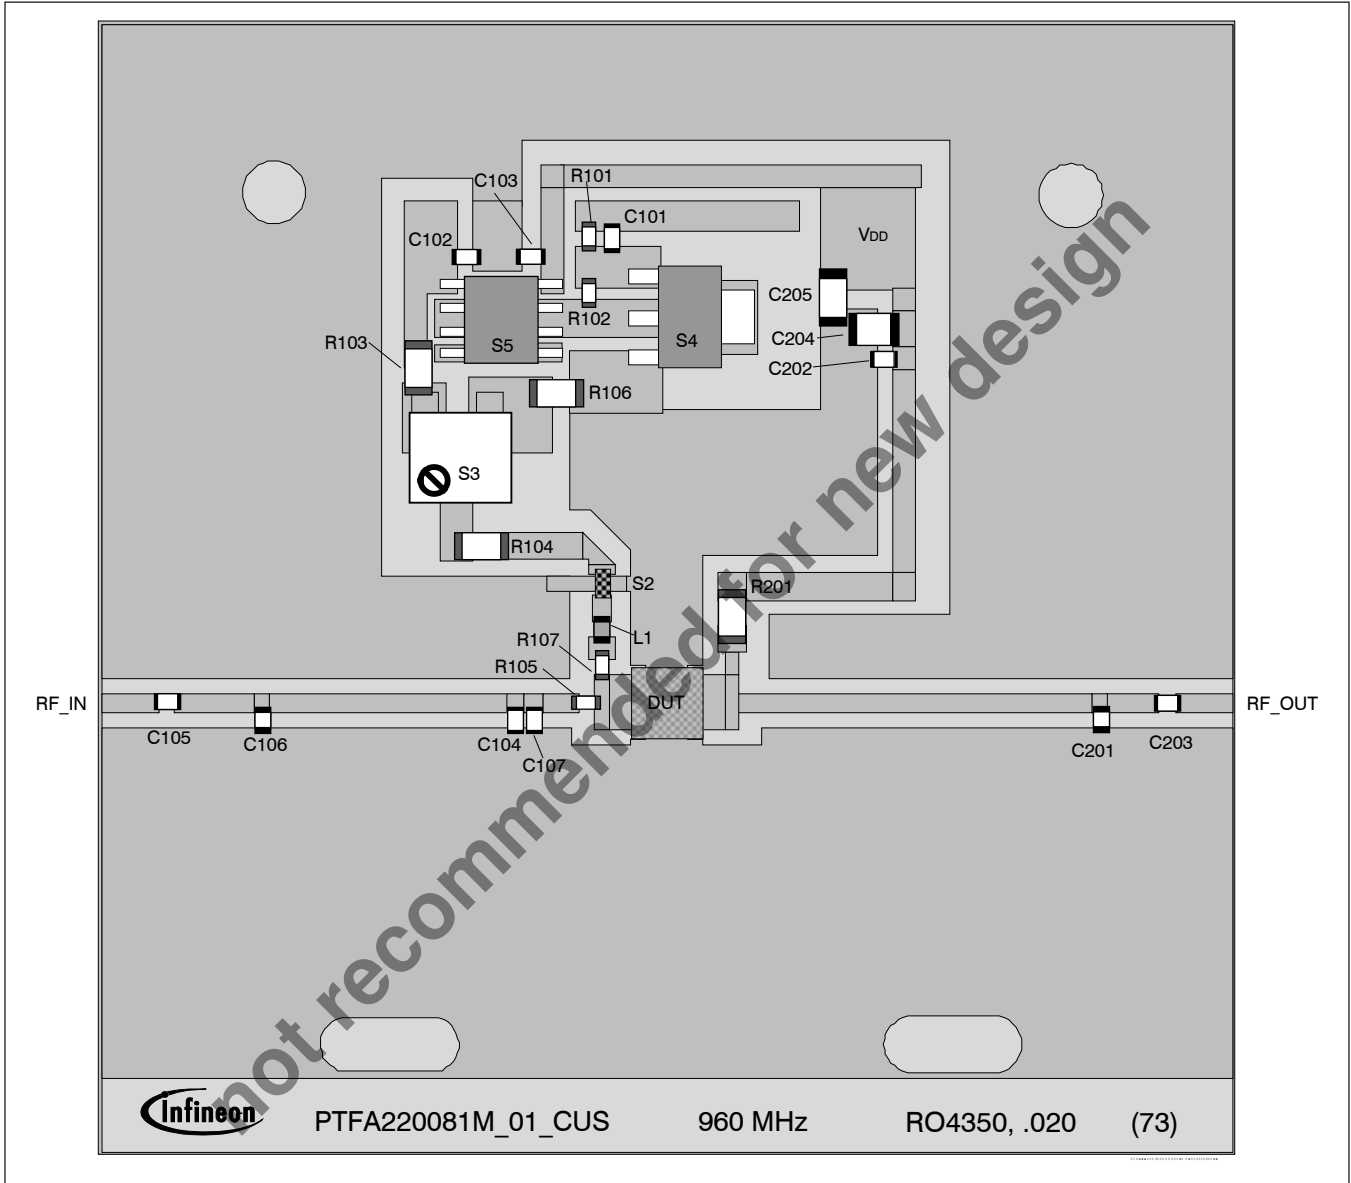 R101
C103
C101
C102
VDD
C205
R102
S5
S4
C204
R103
C202
R106
S3
R104
S2
R201
L1
R107
R105
RF_IN
DUT
RF_OUT
C105
C106
C104
C107
C201
C203
not recommended for new design
Infineon
PTFA220081M_01_CUS 960 MHz RO4350, .020 (73)